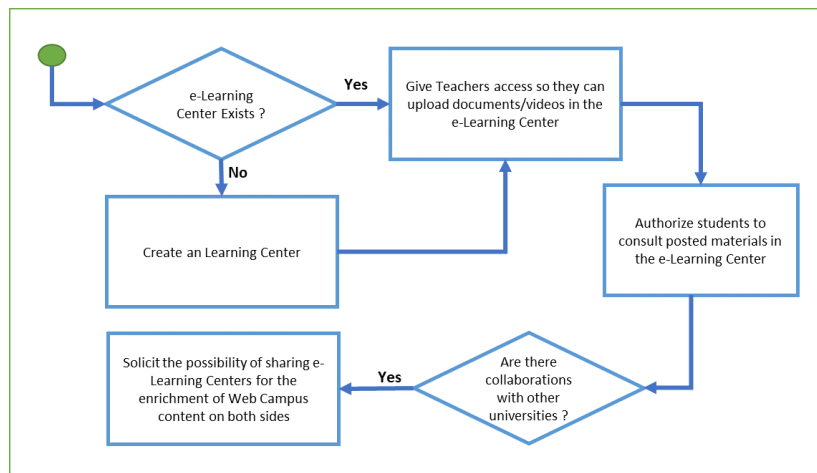 e-Learning
Center Exists ?
Yes
Give Teachers access so they can
upload documents/videos in the
e-Learning Center
No
Create an Learning Center
Authorize students to
consult posted materials in
the e-Learning Center
Are there
collaborations
with other
universities ?
Yes
Solicit the possibility of sharing e-
Learning Centers for the
enrichment of Web Campus
content on both sides